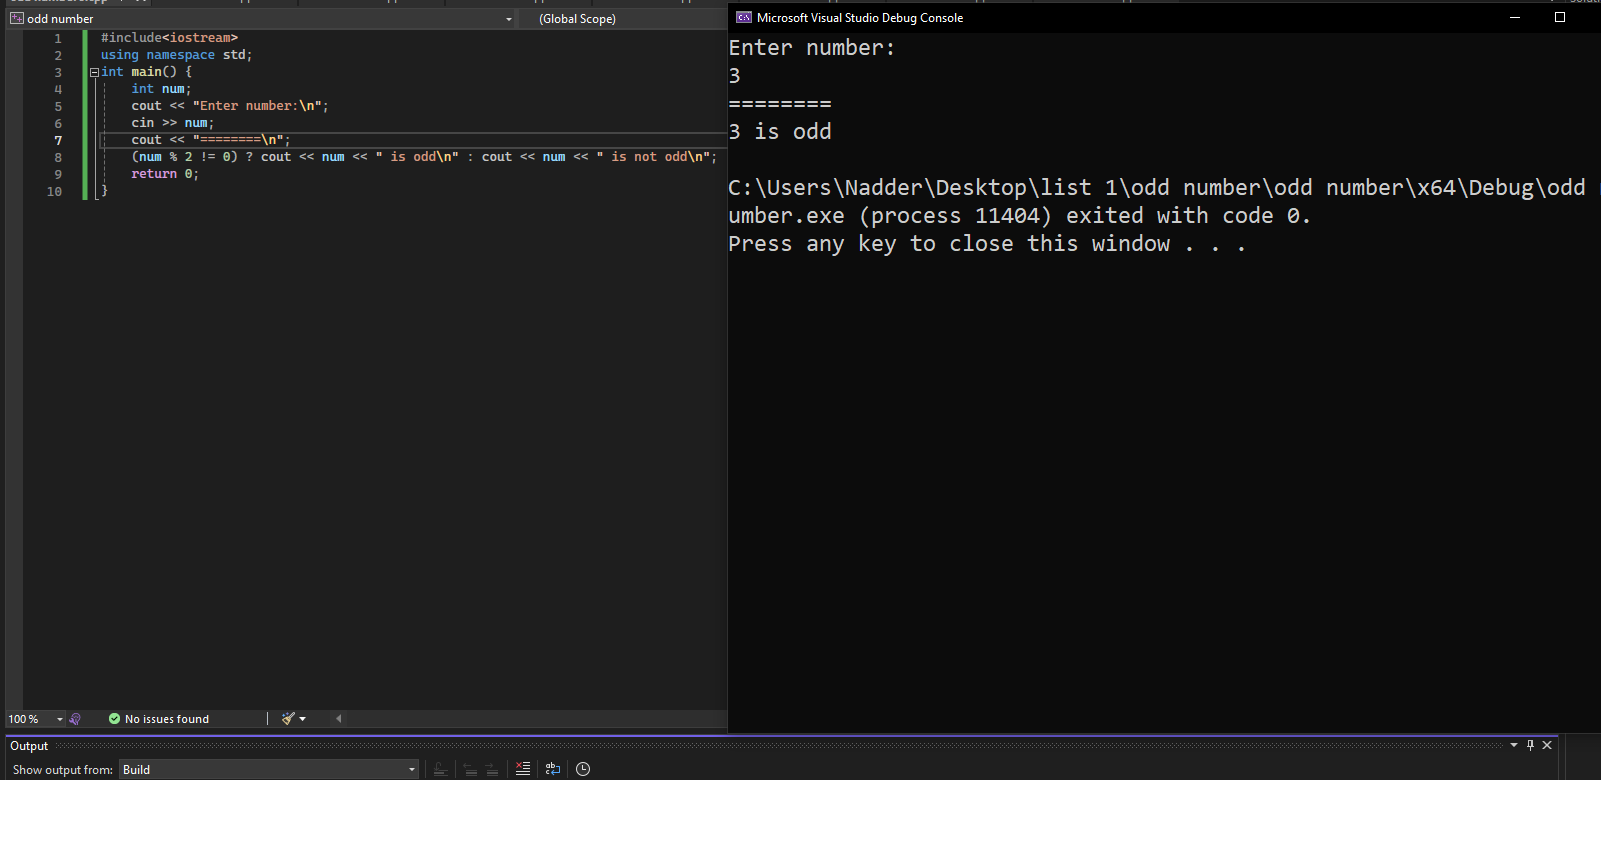 odd number
(Global Scope)
1 #include<iostream>
2 using namespace std;
3 int main() {
4 int num;
5 cout << "Enter number:\n";
6 cin >> num;
7 cout << "========\n";
8 (num % 2 != 0) ? cout << num << " is odd\n" : cout << num << " is not odd\n";
9 return 0;
10 }
100 %
No issues found
Microsoft Visual Studio Debug Console
Enter number:
3
========
3 is odd
C:\Users\Nadder\Desktop\list 1\odd number\odd number\x64\Debug\odd n
umber.exe (process 11404) exited with code 0.
Press any key to close this window . . .
Output
Show output from: Build